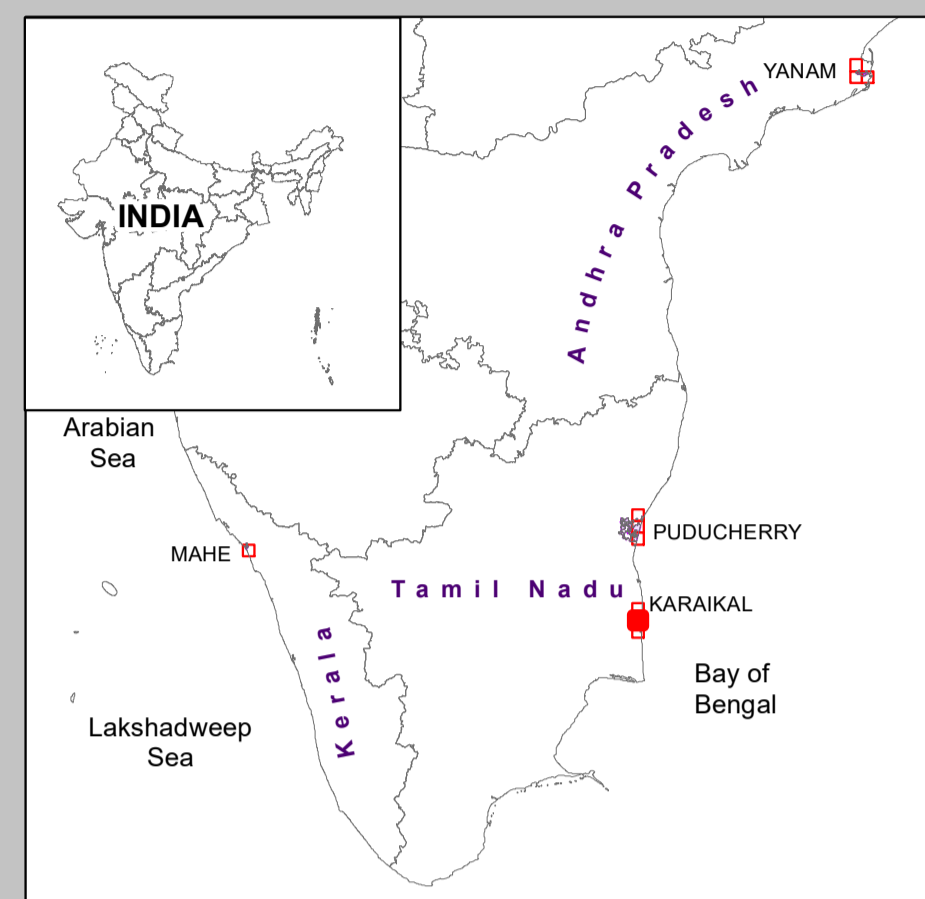 INDIA
YANAM
Andhra Pradesh
Arabian
Sea
PUDUCHERRY
MAHE
Tamil Nadu
KARAIKAL
Kerala
Bay of
Bengal
Lakshadweep
Sea